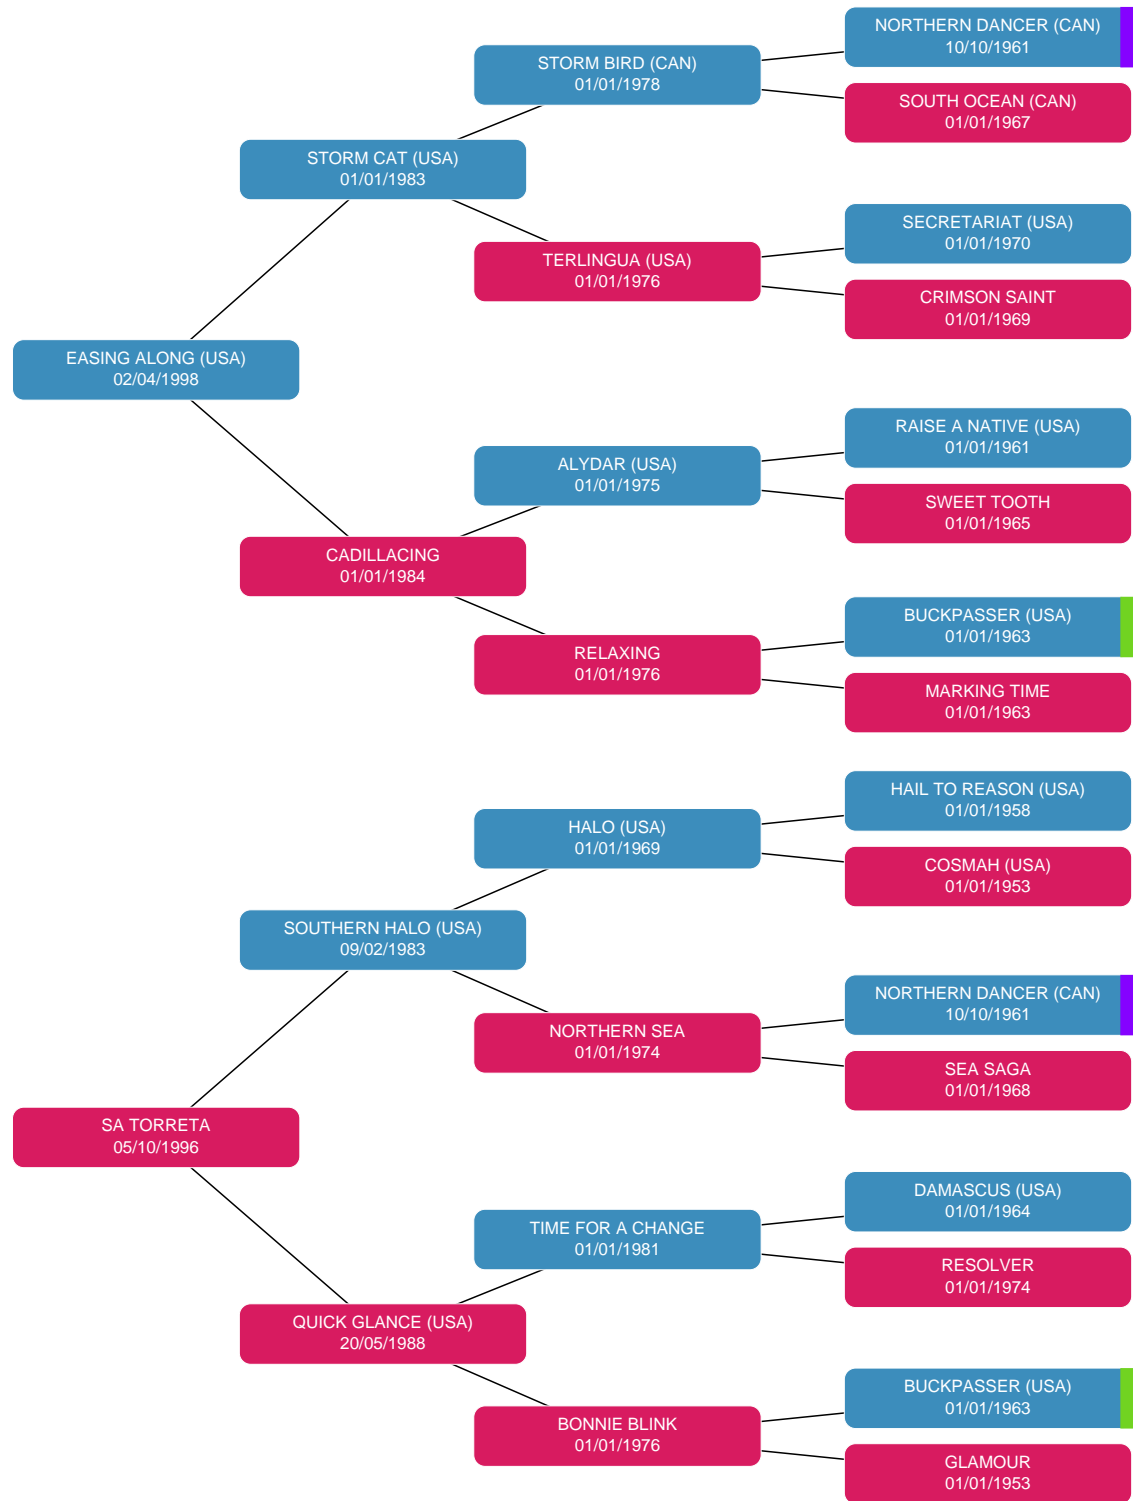 NORTHERN DANCER (CAN)
10/10/1961
STORM BIRD (CAN)
01/01/1978
SOUTH OCEAN (CAN)
01/01/1967
STORM CAT (USA)
01/01/1983
SECRETARIAT (USA)
01/01/1970
TERLINGUA (USA)
01/01/1976
CRIMSON SAINT
01/01/1969
EASING ALONG (USA)
02/04/1998
RAISE A NATIVE (USA)
01/01/1961
ALYDAR (USA)
01/01/1975
SWEET TOOTH
01/01/1965
CADILLACING
01/01/1984
BUCKPASSER (USA)
01/01/1963
RELAXING
01/01/1976
MARKING TIME
01/01/1963
HAIL TO REASON (USA)
01/01/1958
HALO (USA)
01/01/1969
COSMAH (USA)
01/01/1953
SOUTHERN HALO (USA)
09/02/1983
NORTHERN DANCER (CAN)
10/10/1961
NORTHERN SEA
01/01/1974
SEA SAGA
01/01/1968
SA TORRETA
05/10/1996
DAMASCUS (USA)
01/01/1964
TIME FOR A CHANGE
01/01/1981
RESOLVER
01/01/1974
QUICK GLANCE (USA)
20/05/1988
BUCKPASSER (USA)
01/01/1963
BONNIE BLINK
01/01/1976
GLAMOUR
01/01/1953